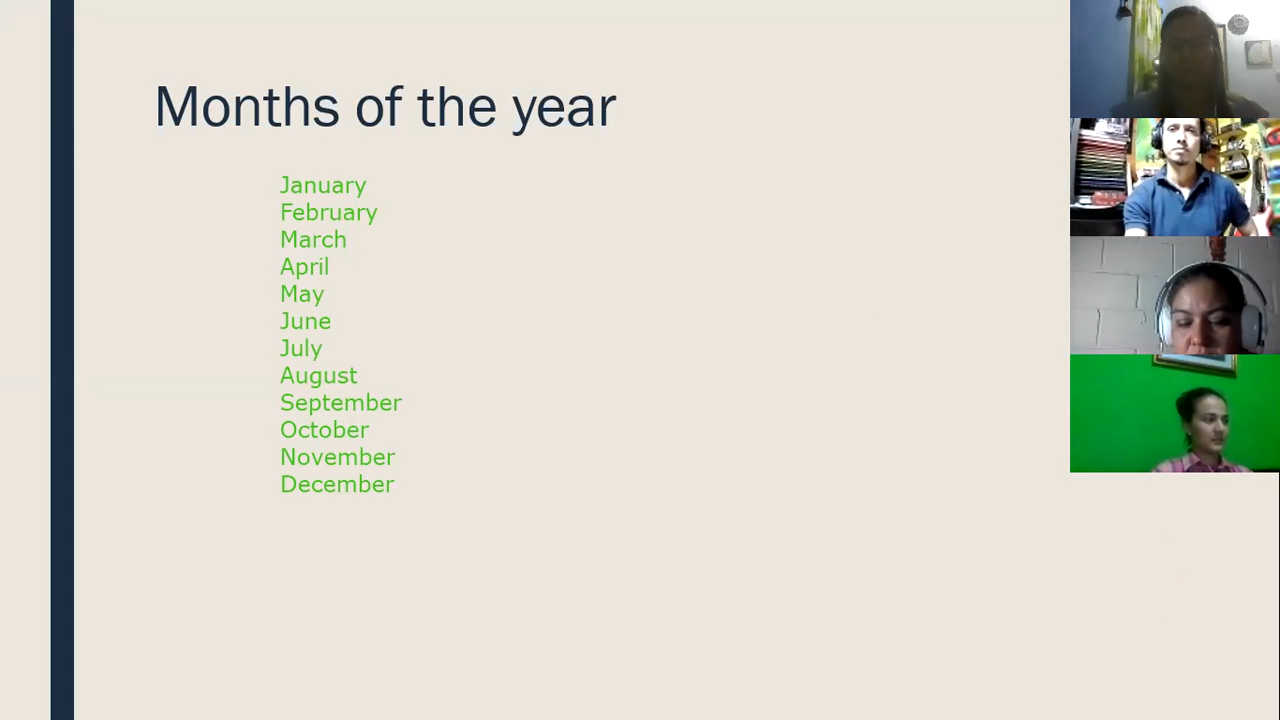 Months of the year
January
February
March
April
May
June
July
August
September
October
November
December